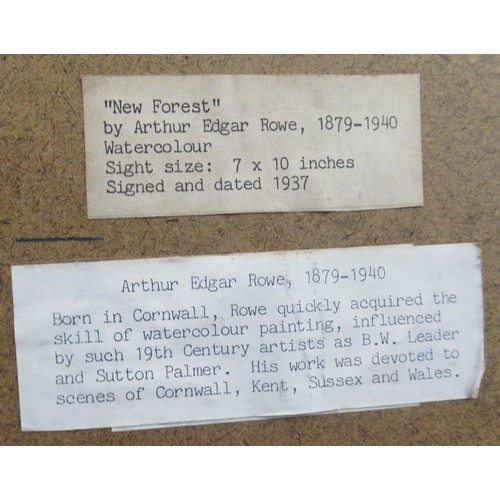 "New Forest"
by Arthur Edgar Rowe, 1879-1940
Watercolour
Sight size: 7 x 10 inches
Signed and dated 1937
Arthur Edgar Rowe, 1879-1940
Born in Cornwall, Rowe quickly acquired the
skill of watercolour painting, influenced
by such 19th Century artists as B.W. Leader
and Sutton Palmer. His work was devoted to
scenes of Cornwall, Kent, Sussex and Wales.